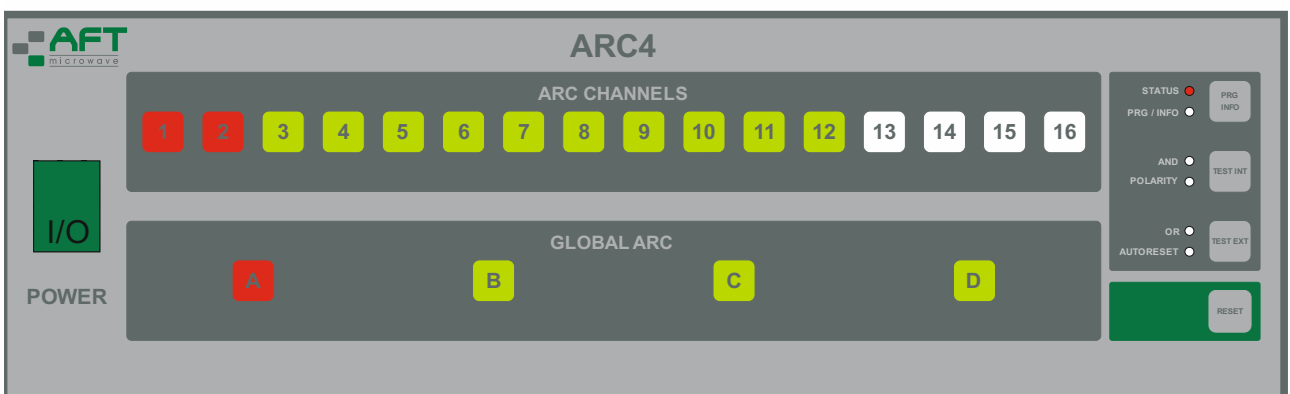 AFT
microwave
ARC4
ARC CHANNELS
1 2 3 4 5 6 7 8 9 10 11 12 13 14 15 16
I/O
POWER
GLOBAL ARC
A B C D
STATUS
PRG / INFO
PRG
INFO
AND
POLARITY
TEST INT
OR
AUTORESET
TEST EXT
RESET